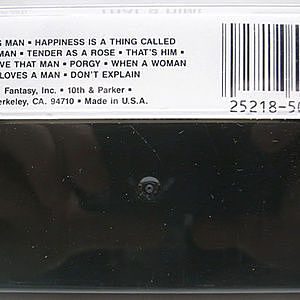 MAN • HAPPINESS IS A THING CALLED
MAN • TENDER AS A ROSE • THAT'S HIM •
VE THAT MAN • PORGY • WHEN A WOMAN
LOVES A MAN • DON'T EXPLAIN
Fantasy, Inc. • 10th & Parker •
erkeley, CA. 94710 • Made in U.S.A.
25218-50